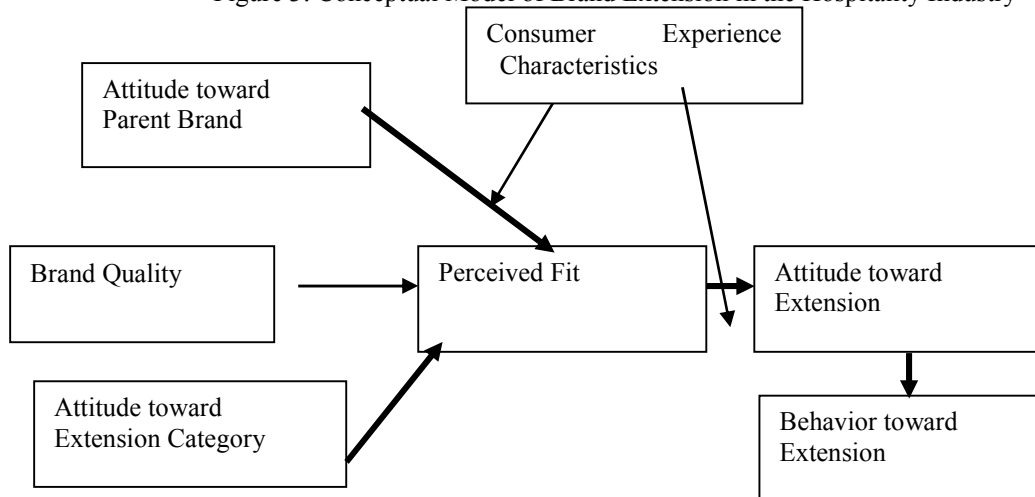 Figure 3: Conceptual Model of Brand Extension in the Hospitality Industry
Consumer Experience
Characteristics
Attitude toward
Parent Brand
Brand Quality
Perceived Fit
Attitude toward
Extension
Attitude toward
Extension Category
Behavior toward
Extension